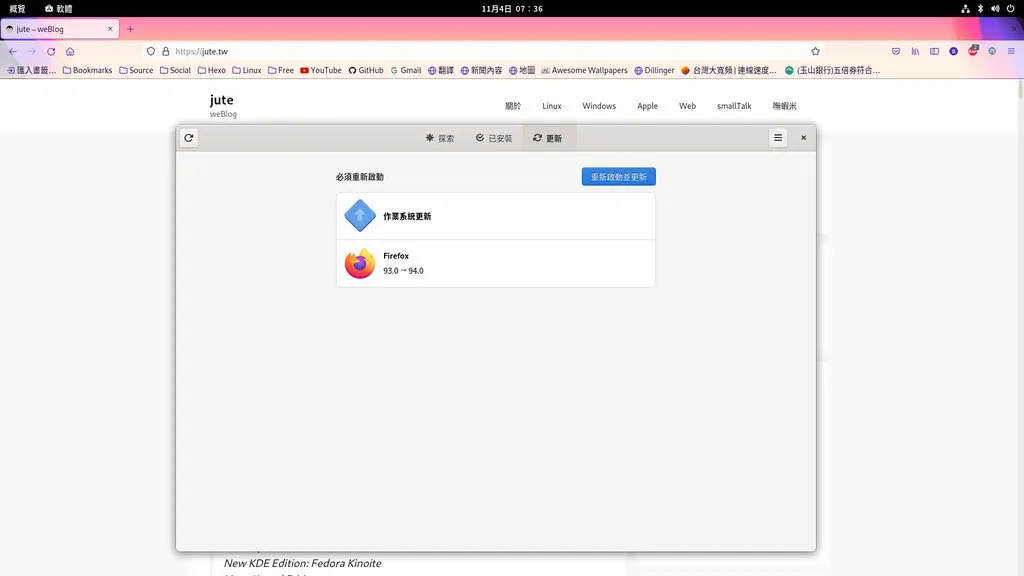 概覽 軟體 11月4日 07：36
jute – weBlog
https://jute.tw
匯入書籤... Bookmarks Source Social Hexo Linux Free YouTube GitHub Gmail 翻譯 新聞內容 地圖 Awesome Wallpapers Dillinger 台灣大寬頻 | 連線速度... (玉山銀行)五倍券符合...
jute
weBlog
關於 Linux Windows Apple Web smallTalk 嘸蝦米
探索 已安裝 更新
必須重新啟動 重新啟動並更新
作業系統更新
Firefox
93.0 → 94.0
New KDE Edition: Fedora Kinoite